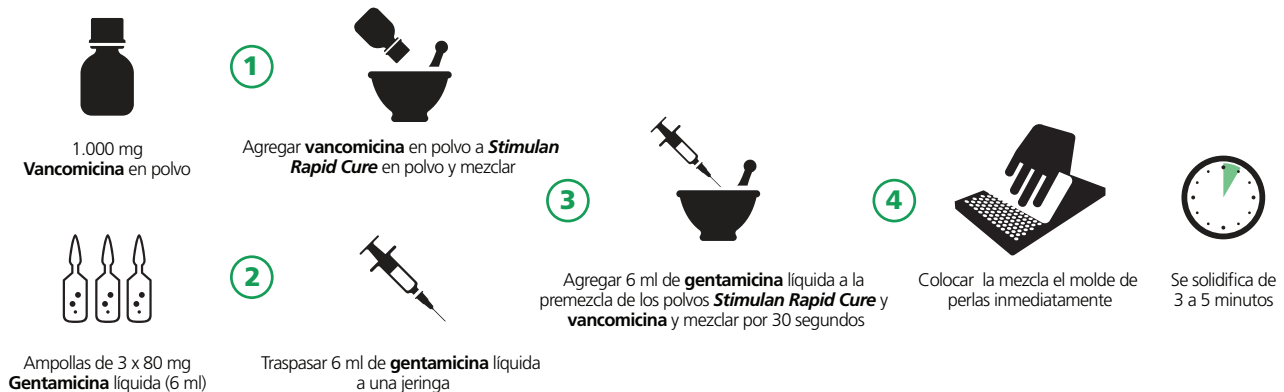 1.000 mg
Vancomicina en polvo
1
Agregar vancomicina en polvo a Stimulan
Rapid Cure en polvo y mezclar
Ampollas de 3 x 80 mg
Gentamicina líquida (6 ml)
2
Traspasar 6 ml de gentamicina líquida
a una jeringa
3
Agregar 6 ml de gentamicina líquida a la
premezcla de los polvos Stimulan Rapid Cure y
vancomicina y mezclar por 30 segundos
4
Colocar la mezcla el molde de
perlas inmediatamente
Se solidifica de
3 a 5 minutos